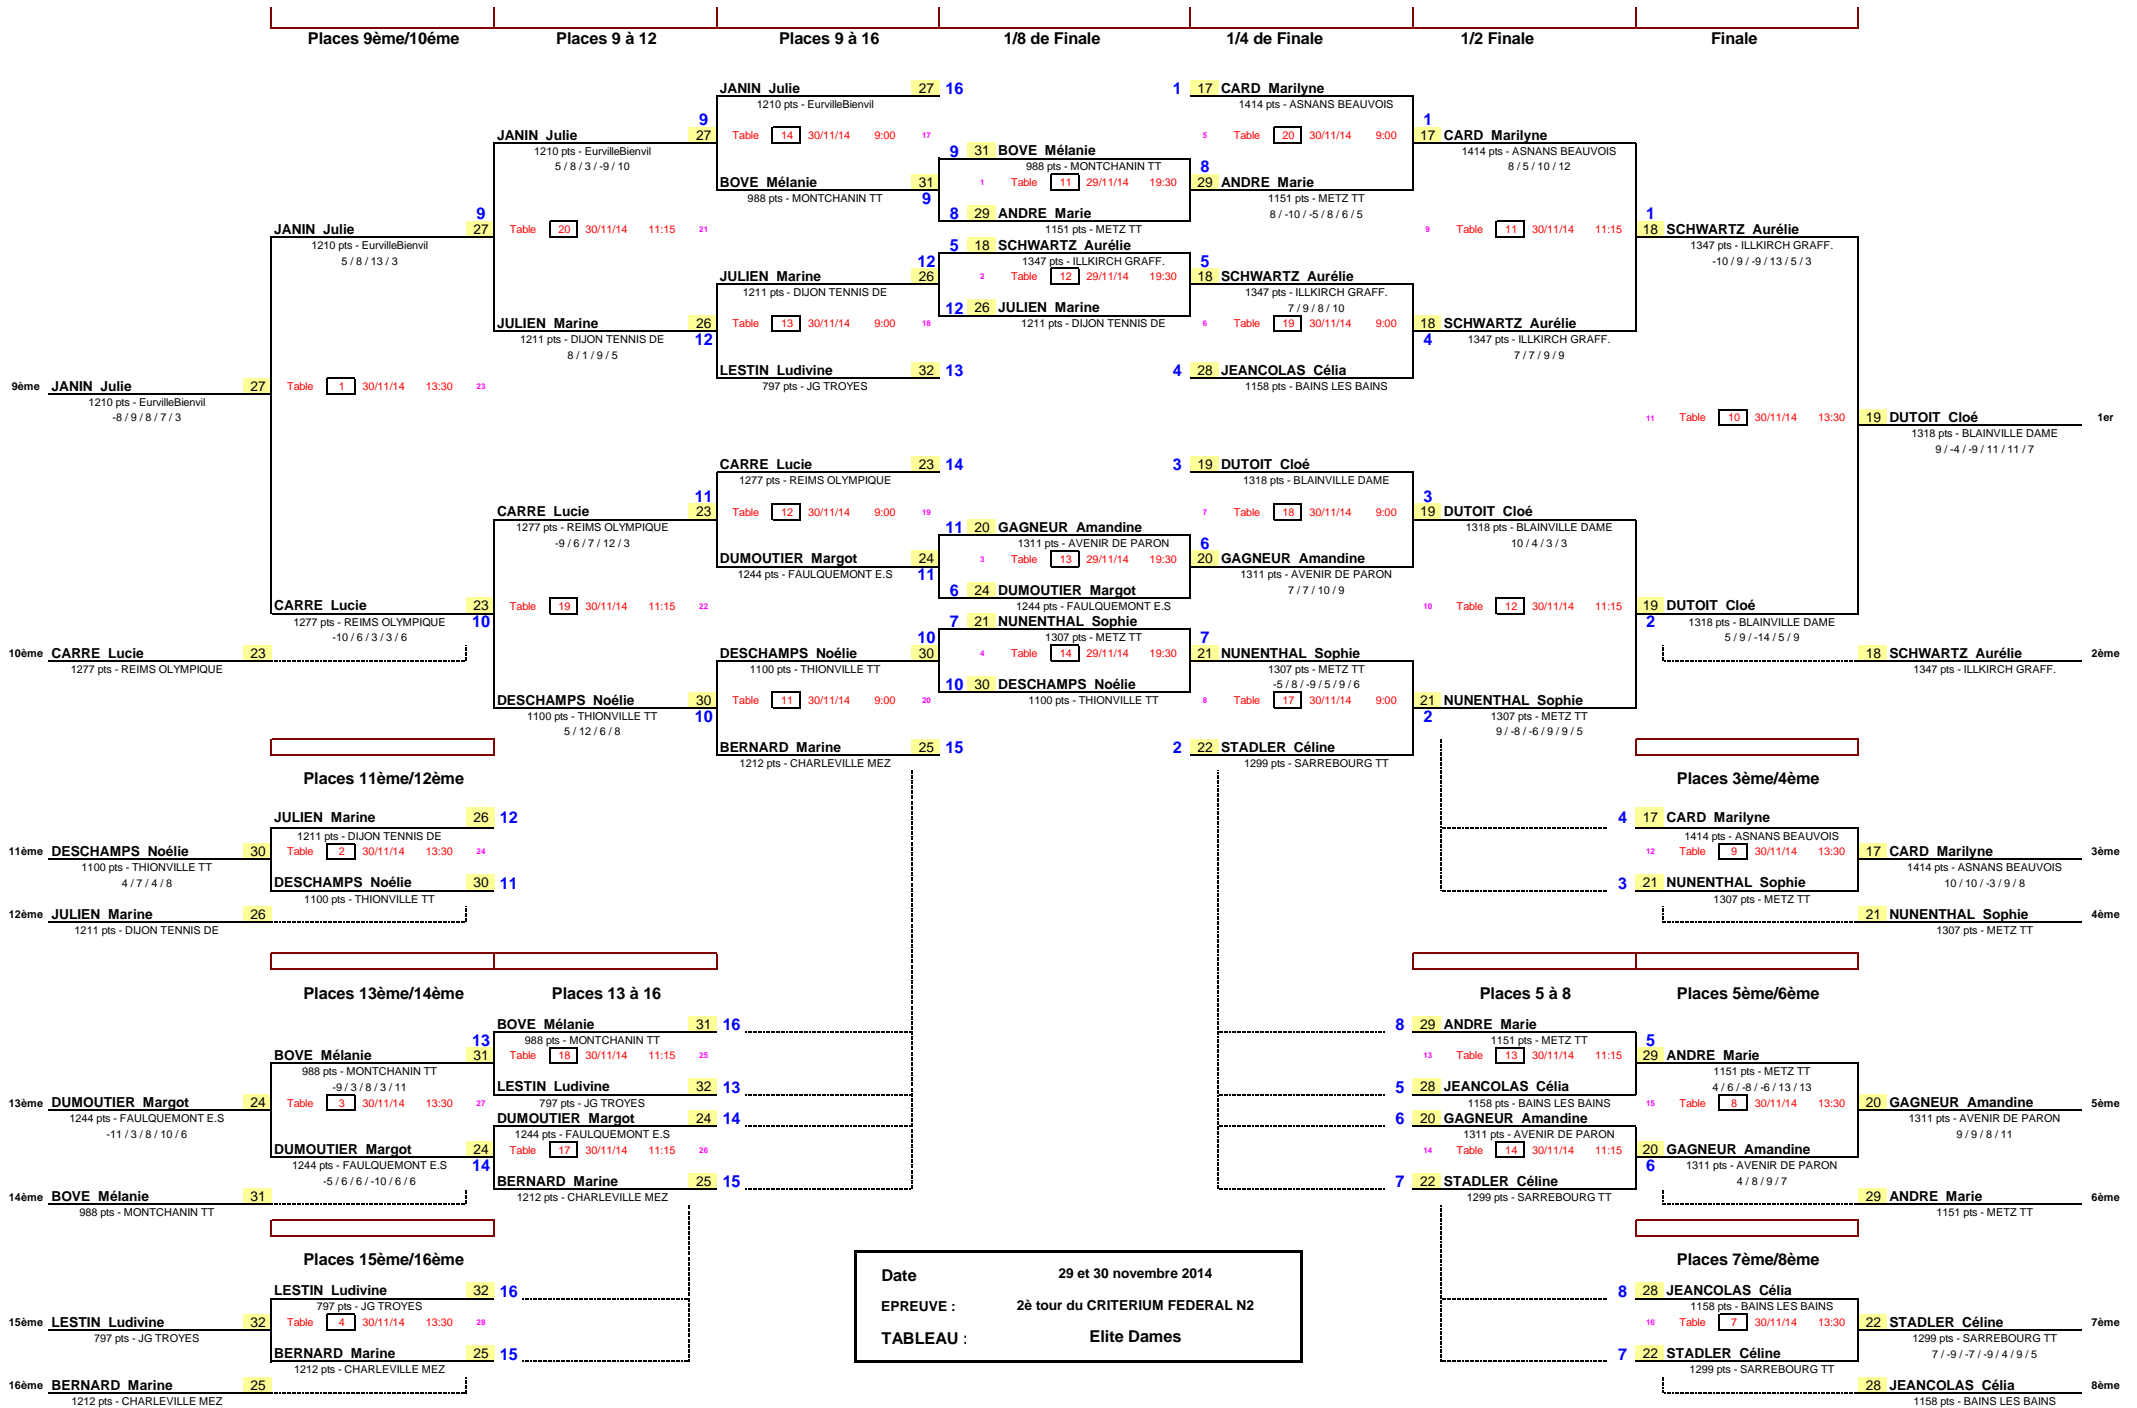 Places 9ème/10éme Places 9 à 12 Places 9 à 16 1/8 de Finale 1/4 de Finale 1/2 Finale Finale
JANIN Julie 27 16 1 17 CARD Marilyne
1210 pts - EurvilleBienvil 1414 pts - ASNANS BEAUVOIS
9 1
JANIN Julie 27 Table 14 30/11/14 9:00 17 5 Table 20 30/11/14 9:00 17 CARD Marilyne
1210 pts - EurvilleBienvil 9 31 BOVE Mélanie 1414 pts - ASNANS BEAUVOIS
5 / 8 / 3 / -9 / 10 988 pts - MONTCHANIN TT 8 8 / 5 / 10 / 12
BOVE Mélanie 31 1 Table 11 29/11/14 19:30 29 ANDRE Marie
988 pts - MONTCHANIN TT 9 1151 pts - METZ TT
9 8 29 ANDRE Marie 8 / -10 / -5 / 8 / 6 / 5 1
JANIN Julie 27 Table 20 30/11/14 11:15 21 1151 pts - METZ TT 9 Table 11 30/11/14 11:15 18 SCHWARTZ Aurélie
1210 pts - EurvilleBienvil 5 18 SCHWARTZ Aurélie 1347 pts - ILLKIRCH GRAFF.
5 / 8 / 13 / 3 12 1347 pts - ILLKIRCH GRAFF. 5 -10 / 9 / -9 / 13 / 5 / 3
JULIEN Marine 26 2 Table 12 29/11/14 19:30 18 SCHWARTZ Aurélie
1211 pts - DIJON TENNIS DE 1347 pts - ILLKIRCH GRAFF.
12 26 JULIEN Marine 7 / 9 / 8 / 10
JULIEN Marine 26 Table 13 30/11/14 9:00 18 1211 pts - DIJON TENNIS DE 6 Table 19 30/11/14 9:00 18 SCHWARTZ Aurélie
1211 pts - DIJON TENNIS DE 12 4 1347 pts - ILLKIRCH GRAFF.
8 / 1 / 9 / 5 7 / 7 / 9 / 9
LESTIN Ludivine 32 13 4 28 JEANCOLAS Célia
9ème JANIN Julie 27 Table 1 30/11/14 13:30 23 797 pts - JG TROYES 1158 pts - BAINS LES BAINS
1210 pts - EurvilleBienvil
-8 / 9 / 8 / 7 / 3 11 Table 10 30/11/14 13:30 19 DUTOIT Cloé 1er
1318 pts - BLAINVILLE DAME
9 / -4 / -9 / 11 / 11 / 7
CARRE Lucie 23 14 3 19 DUTOIT Cloé
1277 pts - REIMS OLYMPIQUE 1318 pts - BLAINVILLE DAME
11 3
CARRE Lucie 23 Table 12 30/11/14 9:00 19 7 Table 18 30/11/14 9:00 19 DUTOIT Cloé
1277 pts - REIMS OLYMPIQUE 11 20 GAGNEUR Amandine 1318 pts - BLAINVILLE DAME
-9 / 6 / 7 / 12 / 3 1311 pts - AVENIR DE PARON 6 10 / 4 / 3 / 3
DUMOUTIER Margot 24 3 Table 13 29/11/14 19:30 20 GAGNEUR Amandine
1244 pts - FAULQUEMONT E.S 11 1311 pts - AVENIR DE PARON
6 24 DUMOUTIER Margot 7 / 7 / 10 / 9
CARRE Lucie 23 Table 19 30/11/14 11:15 22 1244 pts - FAULQUEMONT E.S 10 Table 12 30/11/14 11:15 19 DUTOIT Cloé
1277 pts - REIMS OLYMPIQUE 10 7 21 NUNENTHAL Sophie 2 1318 pts - BLAINVILLE DAME
-10 / 6 / 3 / 3 / 6 10 1307 pts - METZ TT 7 5 / 9 / -14 / 5 / 9
10ème CARRE Lucie 23 DESCHAMPS Noélie 30 4 Table 14 29/11/14 19:30 21 NUNENTHAL Sophie 18 SCHWARTZ Aurélie 2ème
1277 pts - REIMS OLYMPIQUE 1100 pts - THIONVILLE TT 1307 pts - METZ TT 1347 pts - ILLKIRCH GRAFF.
10 30 DESCHAMPS Noélie -5 / 8 / -9 / 5 / 9 / 6
DESCHAMPS Noélie 30 Table 11 30/11/14 9:00 20 1100 pts - THIONVILLE TT 8 Table 17 30/11/14 9:00 21 NUNENTHAL Sophie
1100 pts - THIONVILLE TT 10 2 1307 pts - METZ TT
5 / 12 / 6 / 8 9 / -8 / -6 / 9 / 9 / 5
BERNARD Marine 25 15 2 22 STADLER Céline
1212 pts - CHARLEVILLE MEZ 1299 pts - SARREBOURG TT
Places 11ème/12ème Places 3ème/4ème
JULIEN Marine 26 12 4 17 CARD Marilyne
1211 pts - DIJON TENNIS DE 1414 pts - ASNANS BEAUVOIS
11ème DESCHAMPS Noélie 30 Table 2 30/11/14 13:30 24 12 Table 9 30/11/14 13:30 17 CARD Marilyne 3ème
1100 pts - THIONVILLE TT 1414 pts - ASNANS BEAUVOIS
4 / 7 / 4 / 8 DESCHAMPS Noélie 30 11 3 21 NUNENTHAL Sophie 10 / 10 / -3 / 9 / 8
1100 pts - THIONVILLE TT 1307 pts - METZ TT
12ème JULIEN Marine 26 21 NUNENTHAL Sophie 4ème
1211 pts - DIJON TENNIS DE 1307 pts - METZ TT
Places 13ème/14ème Places 13 à 16 Places 5 à 8 Places 5ème/6ème
BOVE Mélanie 31 16 8 29 ANDRE Marie
13 988 pts - MONTCHANIN TT 1151 pts - METZ TT 5
BOVE Mélanie 31 Table 18 30/11/14 11:15 25 13 Table 13 30/11/14 11:15 29 ANDRE Marie
988 pts - MONTCHANIN TT 1151 pts - METZ TT
-9 / 3 / 8 / 3 / 11 LESTIN Ludivine 32 13 5 28 JEANCOLAS Célia 4 / 6 / -8 / -6 / 13 / 13
13ème DUMOUTIER Margot 24 Table 3 30/11/14 13:30 27 797 pts - JG TROYES 1158 pts - BAINS LES BAINS 15 Table 8 30/11/14 13:30 20 GAGNEUR Amandine 5ème
1244 pts - FAULQUEMONT E.S DUMOUTIER Margot 24 14 6 20 GAGNEUR Amandine 1311 pts - AVENIR DE PARON
-11 / 3 / 8 / 10 / 6 1244 pts - FAULQUEMONT E.S 1311 pts - AVENIR DE PARON 9 / 9 / 8 / 11
DUMOUTIER Margot 24 Table 17 30/11/14 11:15 26 14 Table 14 30/11/14 11:15 20 GAGNEUR Amandine
1244 pts - FAULQUEMONT E.S 14 6 1311 pts - AVENIR DE PARON
-5 / 6 / 6 / -10 / 6 / 6 BERNARD Marine 25 15 7 22 STADLER Céline 4 / 8 / 9 / 7
14ème BOVE Mélanie 31 1212 pts - CHARLEVILLE MEZ 1299 pts - SARREBOURG TT 29 ANDRE Marie 6ème
988 pts - MONTCHANIN TT 1151 pts - METZ TT
Places 15ème/16ème Places 7ème/8ème
Date 29 et 30 novembre 2014
LESTIN Ludivine 32 16 8 28 JEANCOLAS Célia
797 pts - JG TROYES EPREUVE : 2è tour du CRITERIUM FEDERAL N2 1158 pts - BAINS LES BAINS
15ème LESTIN Ludivine 32 Table 4 30/11/14 13:30 28 16 Table 7 30/11/14 13:30 22 STADLER Céline 7ème
797 pts - JG TROYES TABLEAU : Elite Dames 1299 pts - SARREBOURG TT
BERNARD Marine 25 15 7 22 STADLER Céline 7 / -9 / -7 / -9 / 4 / 9 / 5
1212 pts - CHARLEVILLE MEZ 1299 pts - SARREBOURG TT
16ème BERNARD Marine 25 28 JEANCOLAS Célia 8ème
1212 pts - CHARLEVILLE MEZ 1158 pts - BAINS LES BAINS